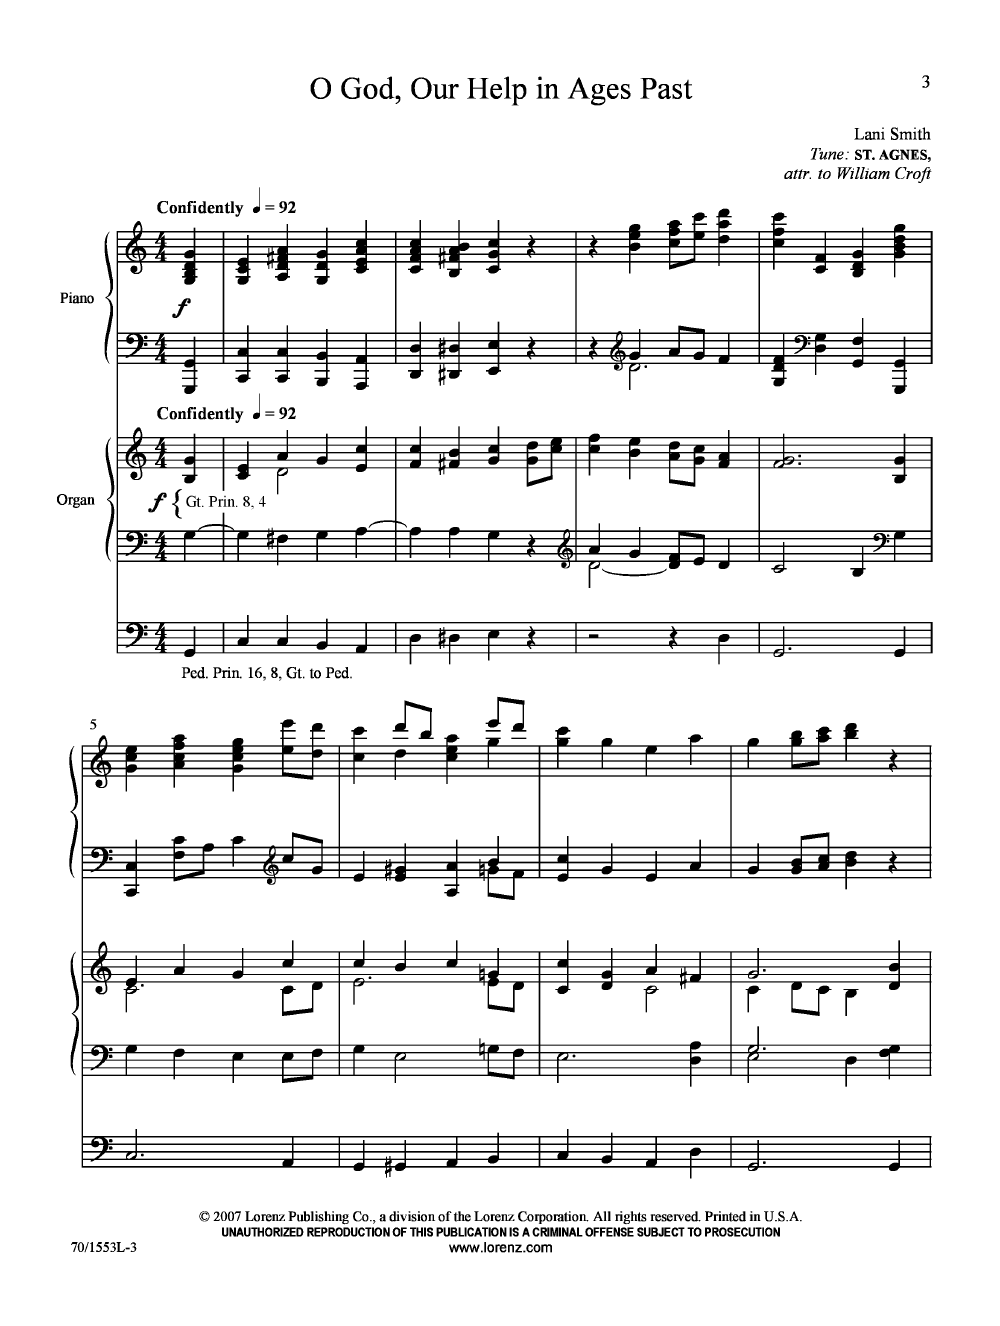 3
O God, Our Help in Ages Past
Lani Smith
Tune: ST. AGNES,
attr. to William Croft
Confidently ♩ = 92
Piano
f
Confidently ♩ = 92
Organ
f { Gt. Prin. 8, 4
Ped. Prin. 16, 8, Gt. to Ped.
5
© 2007 Lorenz Publishing Co., a division of the Lorenz Corporation. All rights reserved. Printed in U.S.A.
UNAUTHORIZED REPRODUCTION OF THIS PUBLICATION IS A CRIMINAL OFFENSE SUBJECT TO PROSECUTION
70/1553L-3
www.lorenz.com